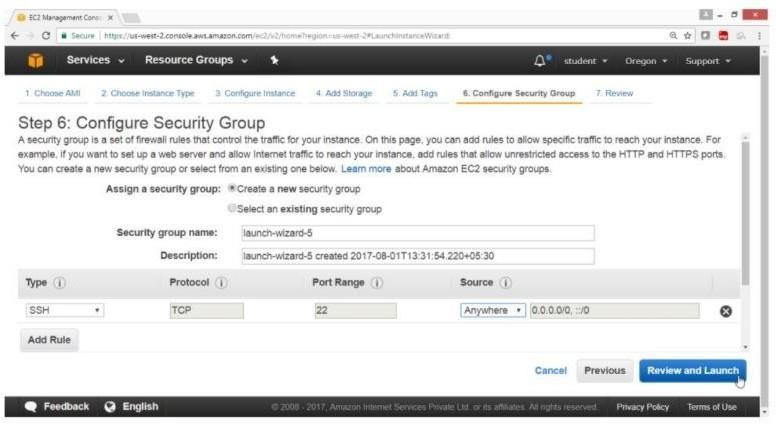 EC2 Management Conso
Secure https://us-west-2.console.aws.amazon.com/ec2/v2/home?region=us-west-2#LaunchInstanceWizard:
Services Resource Groups student Oregon Support
1. Choose AMI 2. Choose Instance Type 3. Configure Instance 4. Add Storage 5. Add Tags 6. Configure Security Group 7. Review
Step 6: Configure Security Group
A security group is a set of firewall rules that control the traffic for your instance. On this page, you can add rules to allow specific traffic to reach your instance. For
example, if you want to set up a web server and allow Internet traffic to reach your instance, add rules that allow unrestricted access to the HTTP and HTTPS ports.
You can create a new security group or select from an existing one below. Learn more about Amazon EC2 security groups.
Assign a security group: Create a new security group
Select an existing security group
Security group name: launch-wizard-5
Description: launch-wizard-5 created 2017-08-01T13:31:54.220+05:30
Type Protocol Port Range Source
SSH TCP 22 Anywhere 0.0.0.0/0, ::/0
Add Rule
Cancel Previous Review and Launch
Feedback English © 2008 - 2017, Amazon Internet Services Private Ltd. or its affiliates. All rights reserved. Privacy Policy Terms of Use